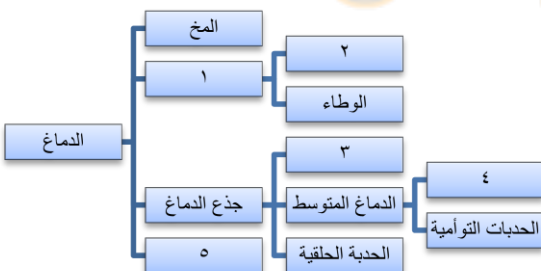 الدماغ
المخ
١
٢
الوطاء
جذع الدماغ
٣
الدماغ المتوسط
٤
الحدبات التوأمية
الحدبة الحلقية
٥